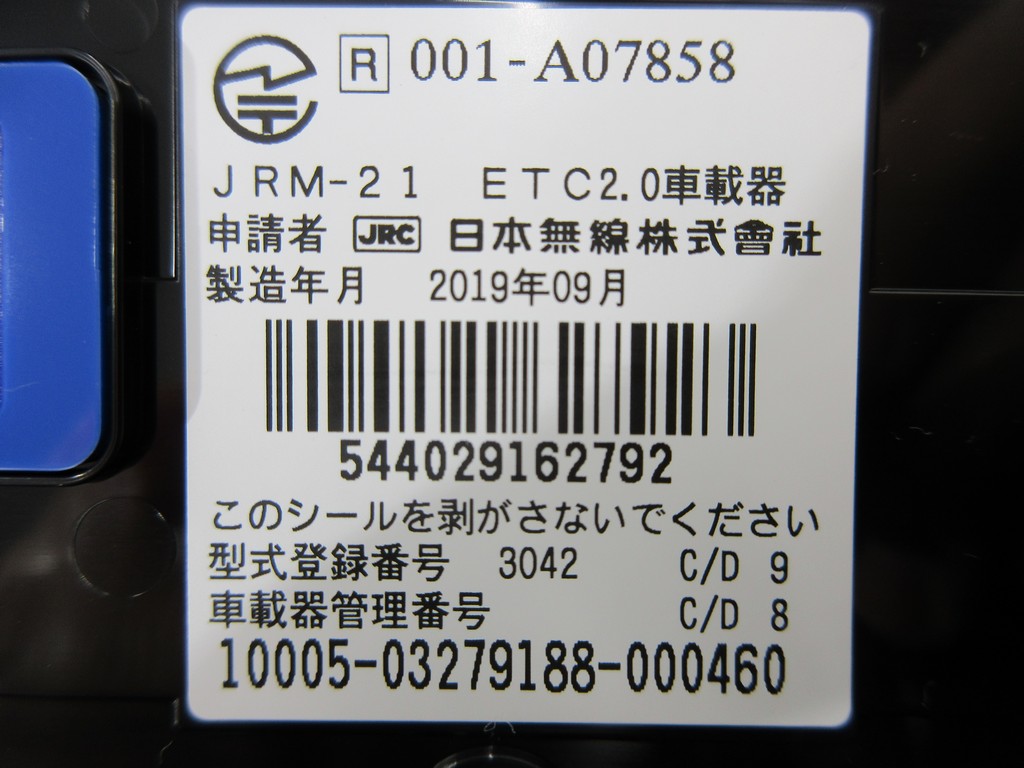 R 001-A07858
JRM-21 ETC2.0車載器
申請者 JRC 日本無線株式會社
製造年月 2019年09月
544029162792
このシールを剥がさないでください
型式登録番号 3042 C/D 9
車載器管理番号 C/D 8
10005-03279188-000460